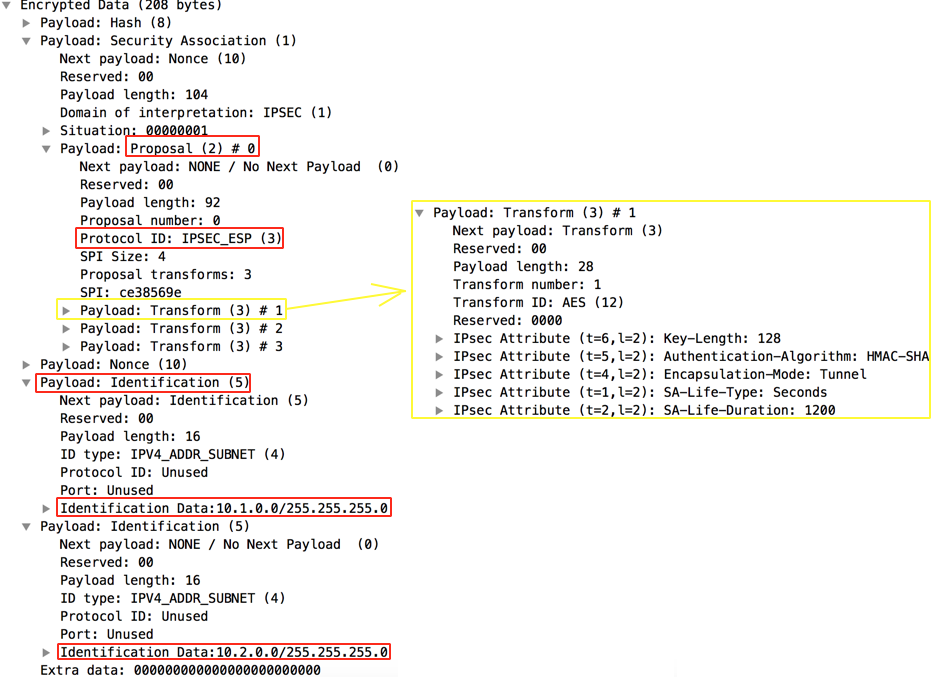 Encrypted Data (208 bytes)
Payload: Hash (8)
Payload: Security Association (1)
Next payload: Nonce (10)
Reserved: 00
Payload length: 104
Domain of interpretation: IPSEC (1)
Situation: 00000001
Payload: Proposal (2) # 0
Next payload: NONE / No Next Payload  (0)
Reserved: 00
Payload length: 92
Proposal number: 0
Protocol ID: IPSEC_ESP (3)
SPI Size: 4
Proposal transforms: 3
SPI: ce38569e
Payload: Transform (3) # 1
Payload: Transform (3) # 2
Payload: Transform (3) # 3
Payload: Nonce (10)
Payload: Identification (5)
Next payload: Identification (5)
Reserved: 00
Payload length: 16
ID type: IPV4_ADDR_SUBNET (4)
Protocol ID: Unused
Port: Unused
Identification Data:10.1.0.0/255.255.255.0
Payload: Identification (5)
Next payload: NONE / No Next Payload  (0)
Reserved: 00
Payload length: 16
ID type: IPV4_ADDR_SUBNET (4)
Protocol ID: Unused
Port: Unused
Identification Data:10.2.0.0/255.255.255.0
Extra data: 000000000000000000000000
Payload: Transform (3) # 1
Next payload: Transform (3)
Reserved: 00
Payload length: 28
Transform number: 1
Transform ID: AES (12)
Reserved: 0000
IPsec Attribute (t=6,l=2): Key-Length: 128
IPsec Attribute (t=5,l=2): Authentication-Algorithm: HMAC-SHA
IPsec Attribute (t=4,l=2): Encapsulation-Mode: Tunnel
IPsec Attribute (t=1,l=2): SA-Life-Type: Seconds
IPsec Attribute (t=2,l=2): SA-Life-Duration: 1200